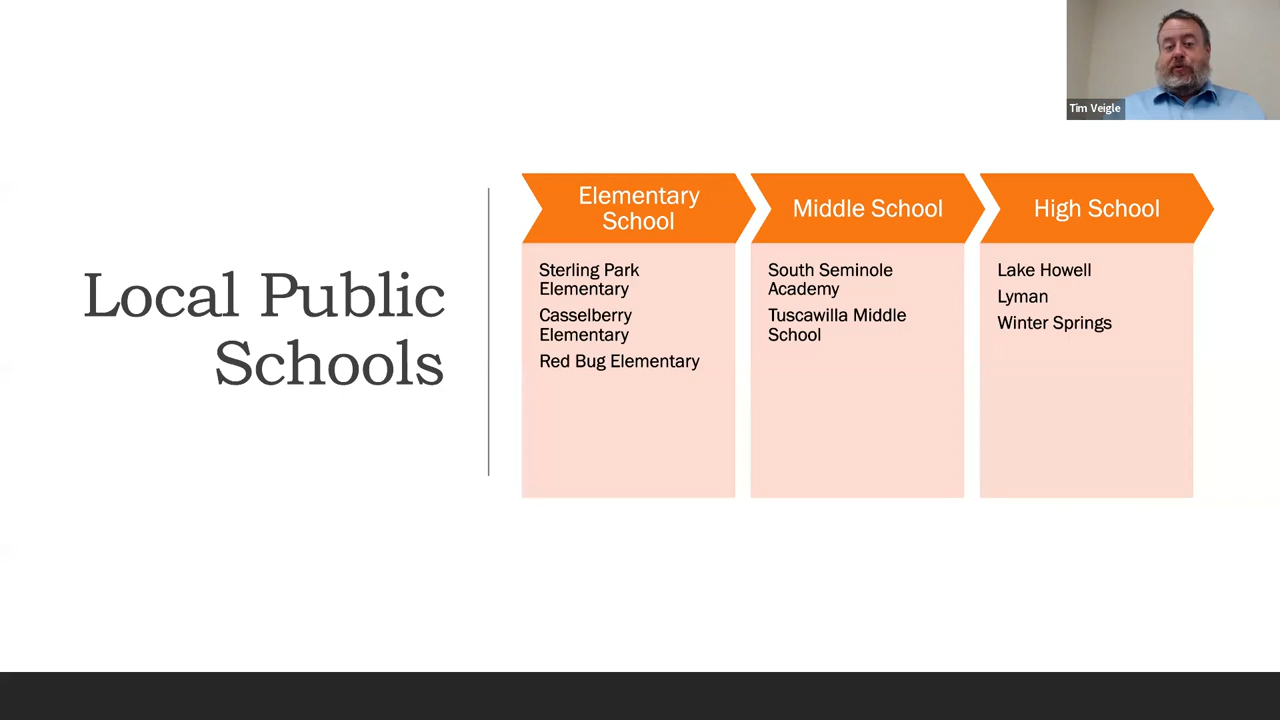 Tim Veigle
Local Public
Schools
Elementary
School
Sterling Park
Elementary
Casselberry
Elementary
Red Bug Elementary
Middle School
South Seminole
Academy
Tuscawilla Middle
School
High School
Lake Howell
Lyman
Winter Springs